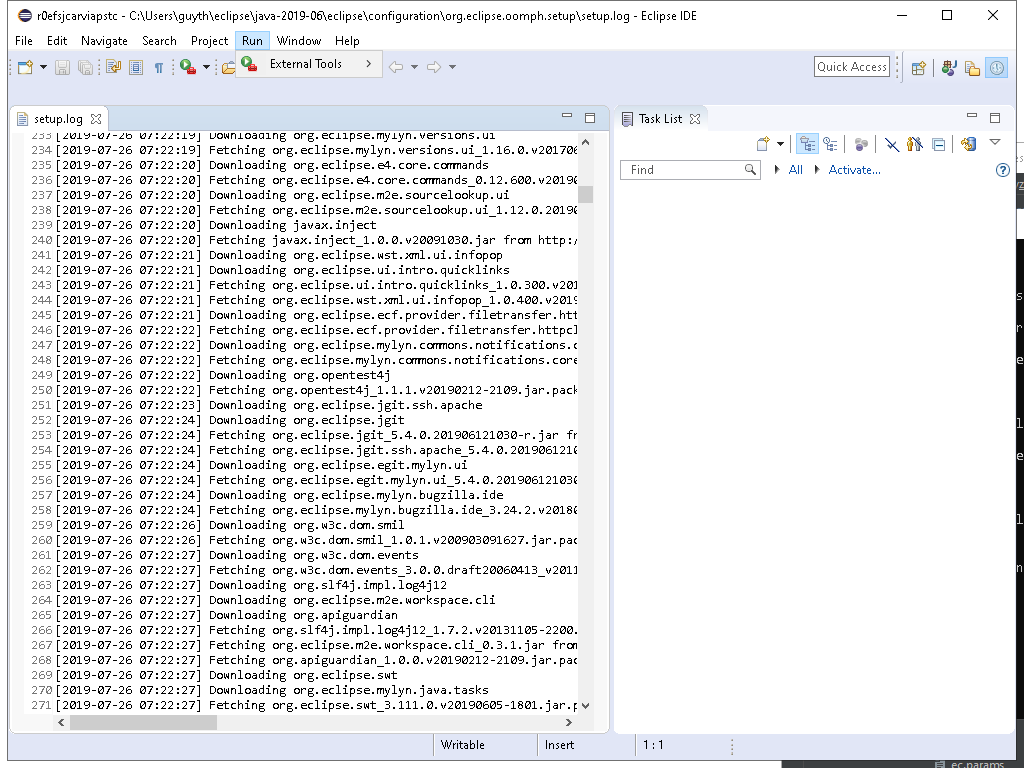 r0efsjcarviapstc - C:\Users\guyth\eclipse\java-2019-06\eclipse\configuration\org.eclipse.oomph.setup\setup.log - Eclipse IDE
File Edit Navigate Search Project Run Window Help
External Tools
Quick Access
setup.log
233 [2019-07-26 07:22:19] Downloading org.eclipse.mylyn.versions.ui
234 [2019-07-26 07:22:19] Fetching org.eclipse.mylyn.versions.ui_1.16.0.v20170
235 [2019-07-26 07:22:20] Downloading org.eclipse.e4.core.commands
236 [2019-07-26 07:22:20] Fetching org.eclipse.e4.core.commands_0.12.600.v2019
237 [2019-07-26 07:22:20] Downloading org.eclipse.m2e.sourcelookup.ui
238 [2019-07-26 07:22:20] Fetching org.eclipse.m2e.sourcelookup.ui_1.12.0.2019
239 [2019-07-26 07:22:20] Downloading javax.inject
240 [2019-07-26 07:22:20] Fetching javax.inject_1.0.0.v20091030.jar from http:/
241 [2019-07-26 07:22:21] Downloading org.eclipse.wst.xml.ui.infopop
242 [2019-07-26 07:22:21] Downloading org.eclipse.ui.intro.quicklinks
243 [2019-07-26 07:22:21] Fetching org.eclipse.ui.intro.quicklinks_1.0.300.v201
244 [2019-07-26 07:22:21] Fetching org.eclipse.wst.xml.ui.infopop_1.0.400.v2019
245 [2019-07-26 07:22:21] Downloading org.eclipse.ecf.provider.filetransfer.htt
246 [2019-07-26 07:22:22] Fetching org.eclipse.ecf.provider.filetransfer.httpcl
247 [2019-07-26 07:22:22] Downloading org.eclipse.mylyn.commons.notifications.c
248 [2019-07-26 07:22:22] Fetching org.eclipse.mylyn.commons.notifications.core
249 [2019-07-26 07:22:22] Downloading org.opentest4j
250 [2019-07-26 07:22:22] Fetching org.opentest4j_1.1.1.v20190212-2109.jar.pack
251 [2019-07-26 07:22:23] Downloading org.eclipse.jgit.ssh.apache
252 [2019-07-26 07:22:24] Downloading org.eclipse.jgit
253 [2019-07-26 07:22:24] Fetching org.eclipse.jgit_5.4.0.201906121030-r.jar fr
254 [2019-07-26 07:22:24] Fetching org.eclipse.jgit.ssh.apache_5.4.0.2019061210
255 [2019-07-26 07:22:24] Downloading org.eclipse.egit.mylyn.ui
256 [2019-07-26 07:22:24] Fetching org.eclipse.egit.mylyn.ui_5.4.0.201906121030
257 [2019-07-26 07:22:24] Downloading org.eclipse.mylyn.bugzilla.ide
258 [2019-07-26 07:22:24] Fetching org.eclipse.mylyn.bugzilla.ide_3.24.2.v20180
259 [2019-07-26 07:22:26] Downloading org.w3c.dom.smil
260 [2019-07-26 07:22:26] Fetching org.w3c.dom.smil_1.0.1.v200903091627.jar.pac
261 [2019-07-26 07:22:27] Downloading org.w3c.dom.events
262 [2019-07-26 07:22:27] Fetching org.w3c.dom.events_3.0.0.draft20060413_v2011
263 [2019-07-26 07:22:27] Downloading org.slf4j.impl.log4j12
264 [2019-07-26 07:22:27] Downloading org.eclipse.m2e.workspace.cli
265 [2019-07-26 07:22:27] Downloading org.apiguardian
266 [2019-07-26 07:22:27] Fetching org.slf4j.impl.log4j12_1.7.2.v20131105-2200.
267 [2019-07-26 07:22:27] Fetching org.eclipse.m2e.workspace.cli_0.3.1.jar from
268 [2019-07-26 07:22:27] Fetching org.apiguardian_1.0.0.v20190212-2109.jar.pac
269 [2019-07-26 07:22:27] Downloading org.eclipse.swt
270 [2019-07-26 07:22:27] Downloading org.eclipse.mylyn.java.tasks
271 [2019-07-26 07:22:27] Fetching org.eclipse.swt_3.111.0.v20190605-1801.jar.p
Task List
Find All Activate...
Writable Insert 1 : 1
ec.params